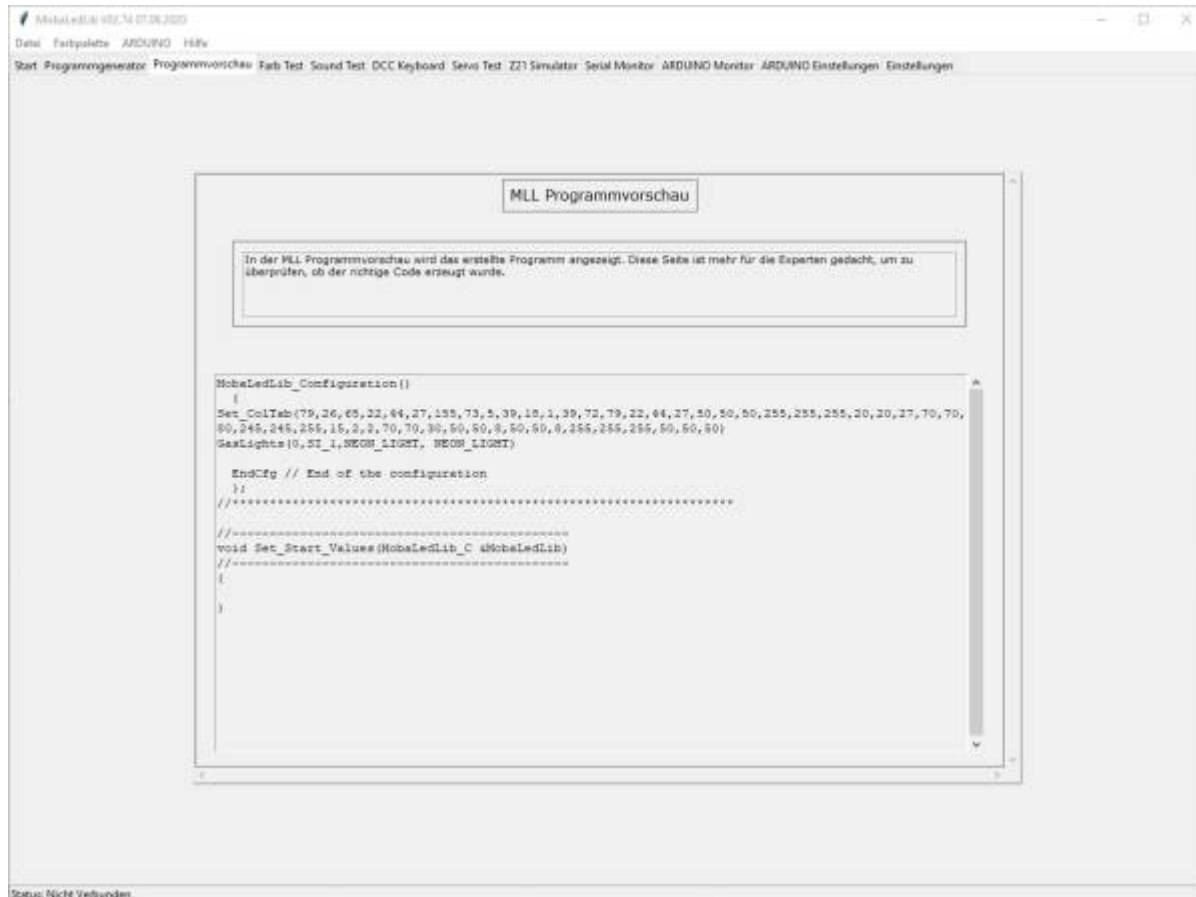 MobaLedLib V02.74 07.06.2020
Datei Farbpalette ARDUINO Hilfe
Start Programmgenerator Programmvorschau Farb Test Sound Test DCC Keyboard Servo Test Z21 Simulator Serial Monitor ARDUINO Monitor ARDUINO Einstellungen Einstellungen
MLL Programmvorschau
In der MLL Programmvorschau wird das erstellte Programm angezeigt. Diese Seite ist mehr für die Experten gedacht, um zu
überprüfen, ob der richtige Code erzeugt wurde.
MobaLedLib_Configuration()
{
Set_ColTab(79,26,65,22,44,27,155,73,5,39,18,1,39,72,79,22,44,27,50,50,50,255,255,255,20,20,27,70,70,
80,245,245,255,15,2,2,70,70,30,50,50,8,50,50,8,255,255,255,50,50,50)
GasLights(0,SI_1,NEON_LIGHT, NEON_LIGHT)
EndCfg // End of the configuration
};
//*******************************************************************
//=============================================
void Set_Start_Values(MobaLedLib_C &MobaLedLib)
//=============================================
{
}
Status: Nicht Verbunden